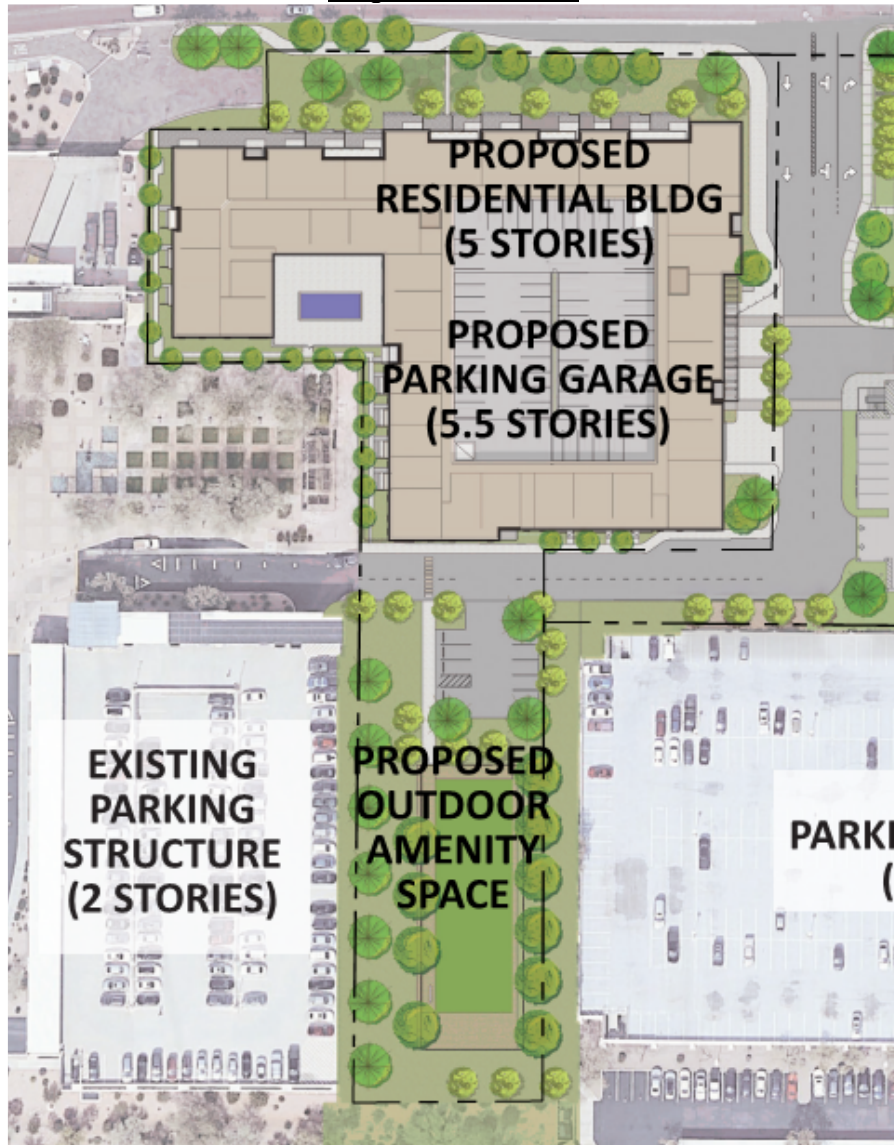 PROPOSED
RESIDENTIAL BLDG
(5 STORIES)
PROPOSED
PARKING GARAGE
(5.5 STORIES)
EXISTING
PARKING
STRUCTURE
(2 STORIES)
PROPOSED
OUTDOOR
AMENITY
SPACE